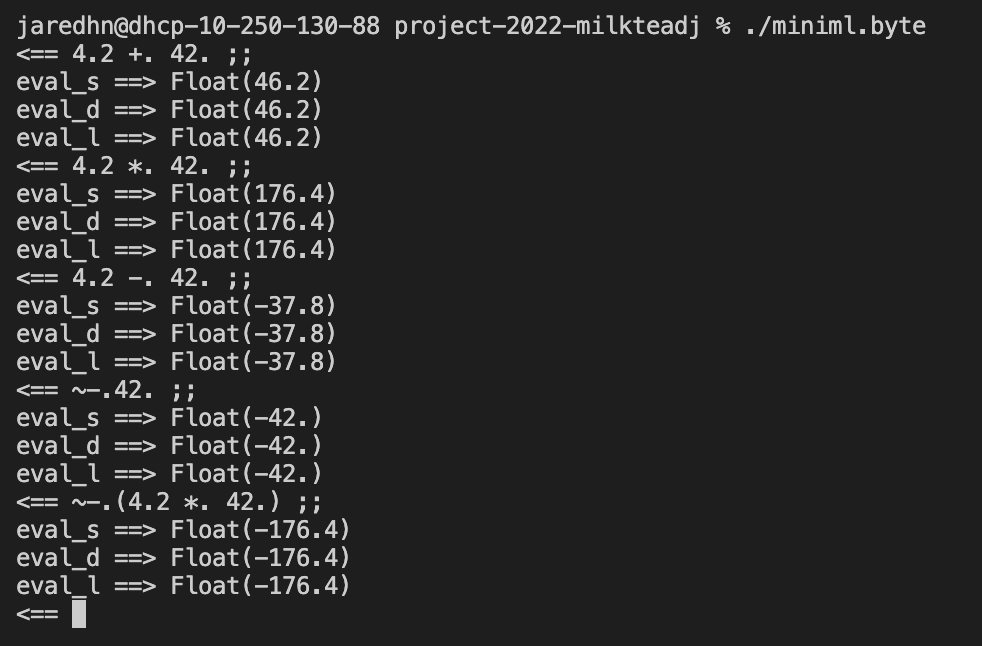 jaredhn@dhcp-10-250-130-88 project-2022-milkteadj % ./miniml.byte
<== 4.2 +. 42. ;;
eval_s ==> Float(46.2)
eval_d ==> Float(46.2)
eval_l ==> Float(46.2)
<== 4.2 *. 42. ;;
eval_s ==> Float(176.4)
eval_d ==> Float(176.4)
eval_l ==> Float(176.4)
<== 4.2 -. 42. ;;
eval_s ==> Float(-37.8)
eval_d ==> Float(-37.8)
eval_l ==> Float(-37.8)
<== ~-.42. ;;
eval_s ==> Float(-42.)
eval_d ==> Float(-42.)
eval_l ==> Float(-42.)
<== ~-.(4.2 *. 42.) ;;
eval_s ==> Float(-176.4)
eval_d ==> Float(-176.4)
eval_l ==> Float(-176.4)
<==